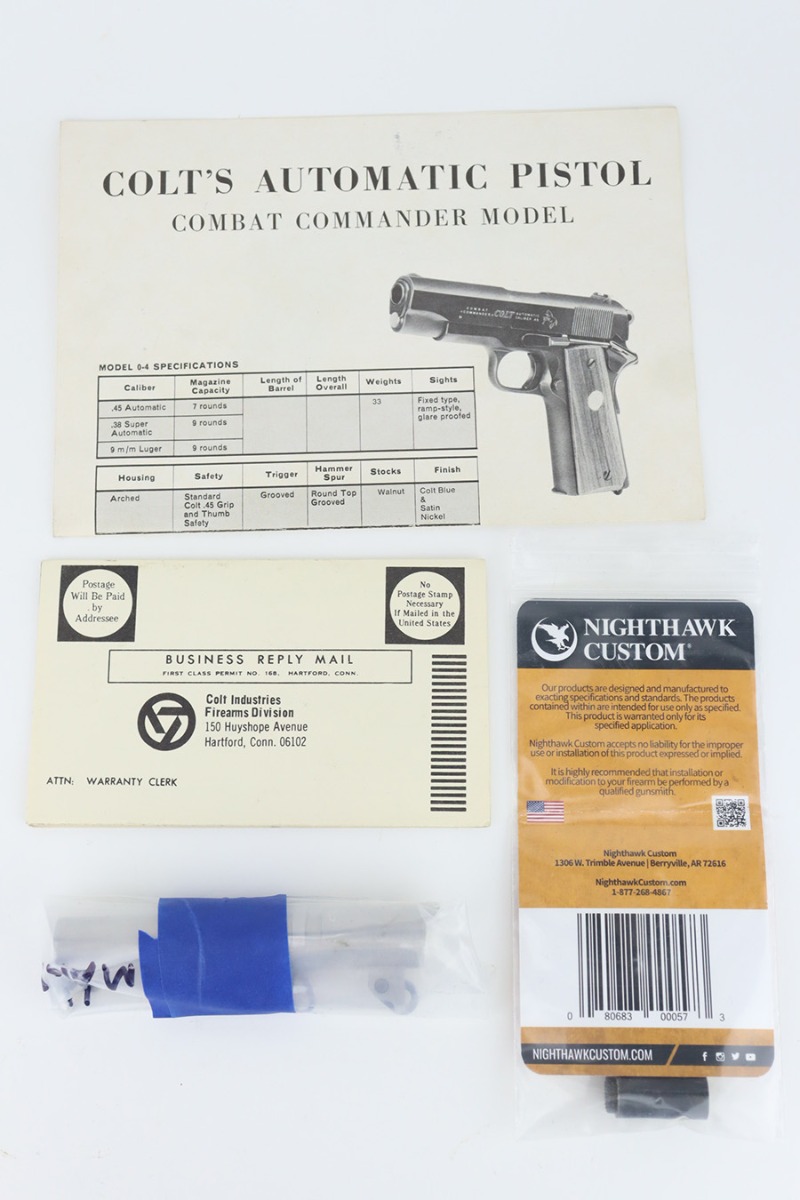 COLT'S AUTOMATIC PISTOL
COMBAT COMMANDER MODEL
COMBAT
COMMANDER
COLT
AUTOMATIC
CALIBER .45
MODEL 0-4 SPECIFICATIONS
Caliber Magazine Capacity Length of Barrel Length Overall Weights Sights
.45 Automatic 7 rounds 33 Fixed type, ramp-style, glare proofed
.38 Super Automatic 9 rounds
9 m/m Luger 9 rounds
Housing Safety Trigger Hammer Spur Stocks Finish
Arched Standard Colt .45 Grip and Thumb Safety Grooved Round Top Grooved Walnut Colt Blue & Satin Nickel
Postage
Will Be Paid
by
Addressee
No
Postage Stamp
Necessary
If Mailed in the
United States
BUSINESS REPLY MAIL
FIRST CLASS PERMIT NO. 168, HARTFORD, CONN.
Colt Industries
Firearms Division
150 Huyshope Avenue
Hartford, Conn. 06102
ATTN: WARRANTY CLERK
NIGHTHAWK
CUSTOM®
Our products are designed and manufactured to
exacting specifications and standards. The products
contained within are intended for use only as specified.
This product is warranted only for its
specified application.
Nighthawk Custom accepts no liability for the improper
use or installation of this product expressed or implied.
It is highly recommended that installation or
modification to your firearm be performed by a
qualified gunsmith.
Nighthawk Custom
1306 W. Trimble Avenue | Berryville, AR 72616
NighthawkCustom.com
1-877-268-4867
0 80683 00057 3
NIGHTHAWKCUSTOM.COM